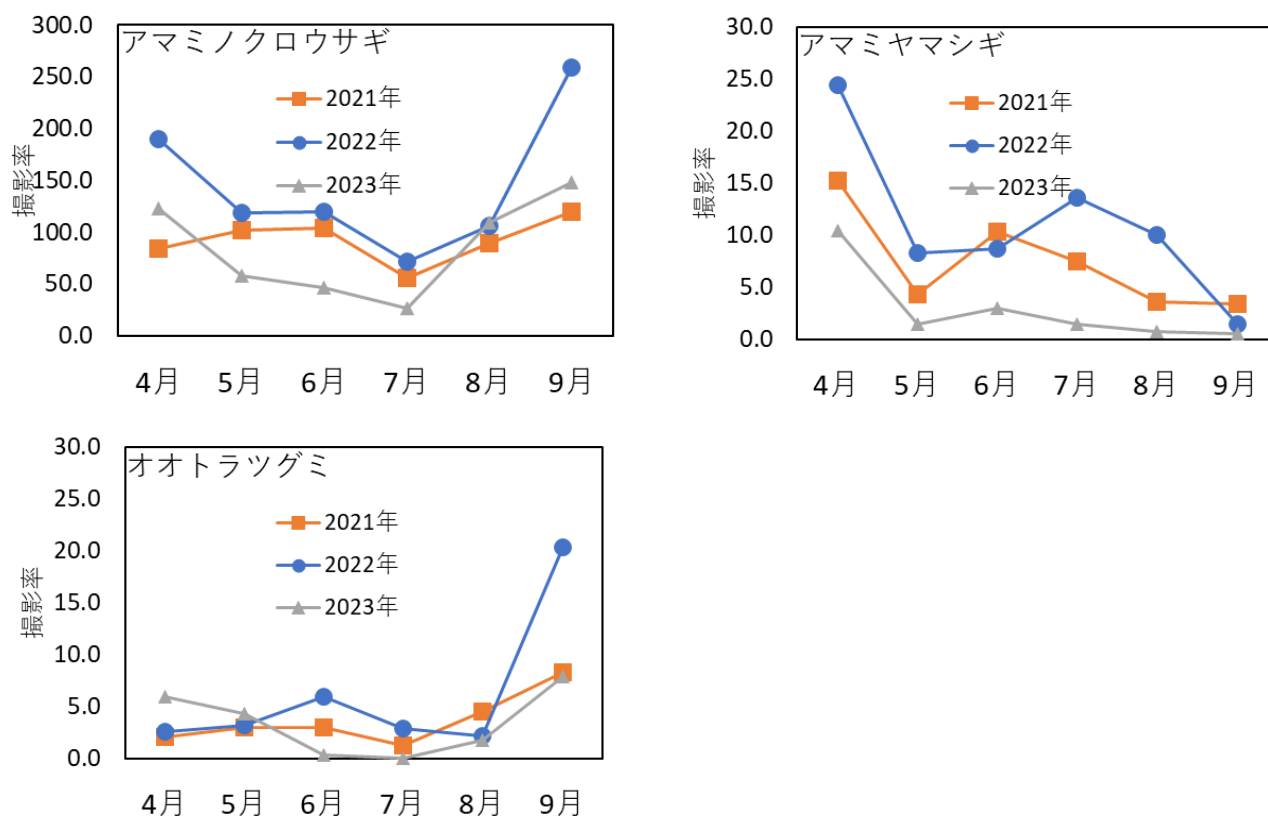 アマミノクロウサギ
300.0
250.0
200.0
150.0
100.0
50.0
0.0
撮影率
2021年
2022年
2023年
4月 5月 6月 7月 8月 9月
アマミヤマシギ
30.0
25.0
20.0
15.0
10.0
5.0
0.0
撮影率
2021年
2022年
2023年
4月 5月 6月 7月 8月 9月
オオトラツグミ
30.0
25.0
20.0
15.0
10.0
5.0
0.0
撮影率
2021年
2022年
2023年
4月 5月 6月 7月 8月 9月